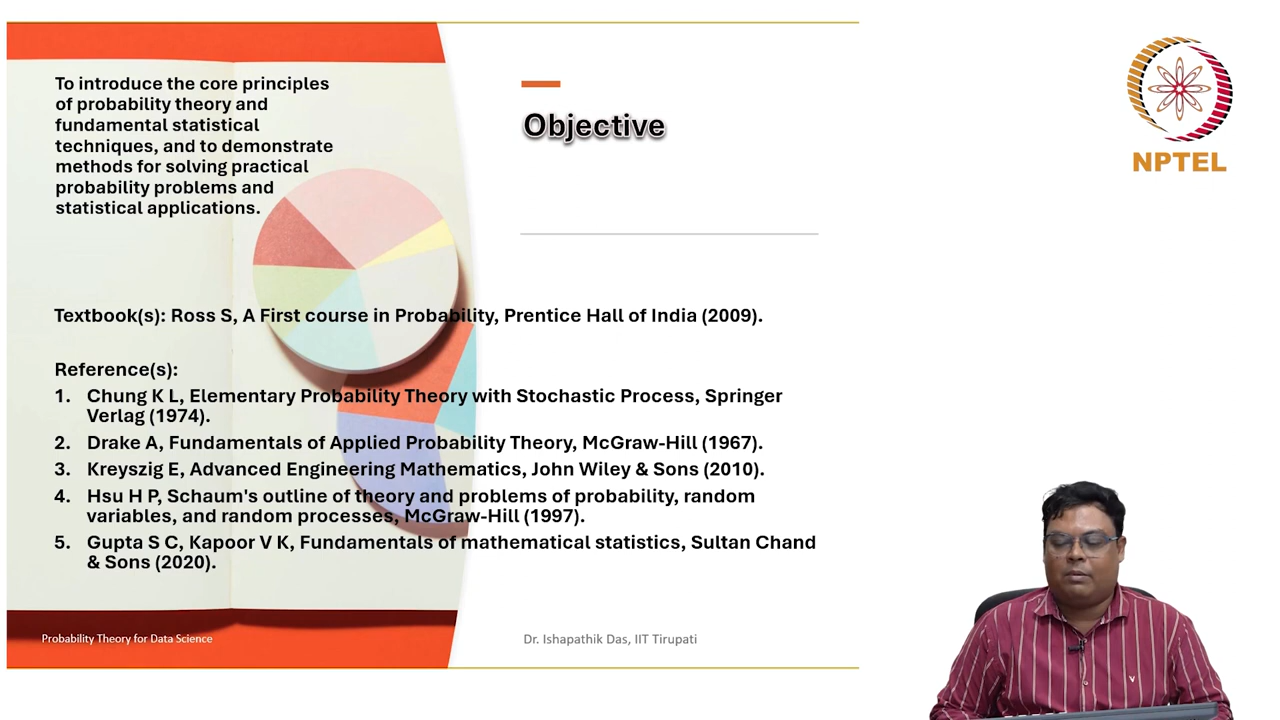 To introduce the core principles
of probability theory and
fundamental statistical
techniques, and to demonstrate
methods for solving practical
probability problems and
statistical applications.
Objective
NPTEL
Textbook(s): Ross S, A First course in Probability, Prentice Hall of India (2009).
Reference(s):
1. Chung K L, Elementary Probability Theory with Stochastic Process, Springer
Verlag (1974).
2. Drake A, Fundamentals of Applied Probability Theory, McGraw-Hill (1967).
3. Kreyszig E, Advanced Engineering Mathematics, John Wiley & Sons (2010).
4. Hsu H P, Schaum's outline of theory and problems of probability, random
variables, and random processes, McGraw-Hill (1997).
5. Gupta S C, Kapoor V K, Fundamentals of mathematical statistics, Sultan Chand
& Sons (2020).
Probability Theory for Data Science
Dr. Ishapathik Das, IIT Tirupati